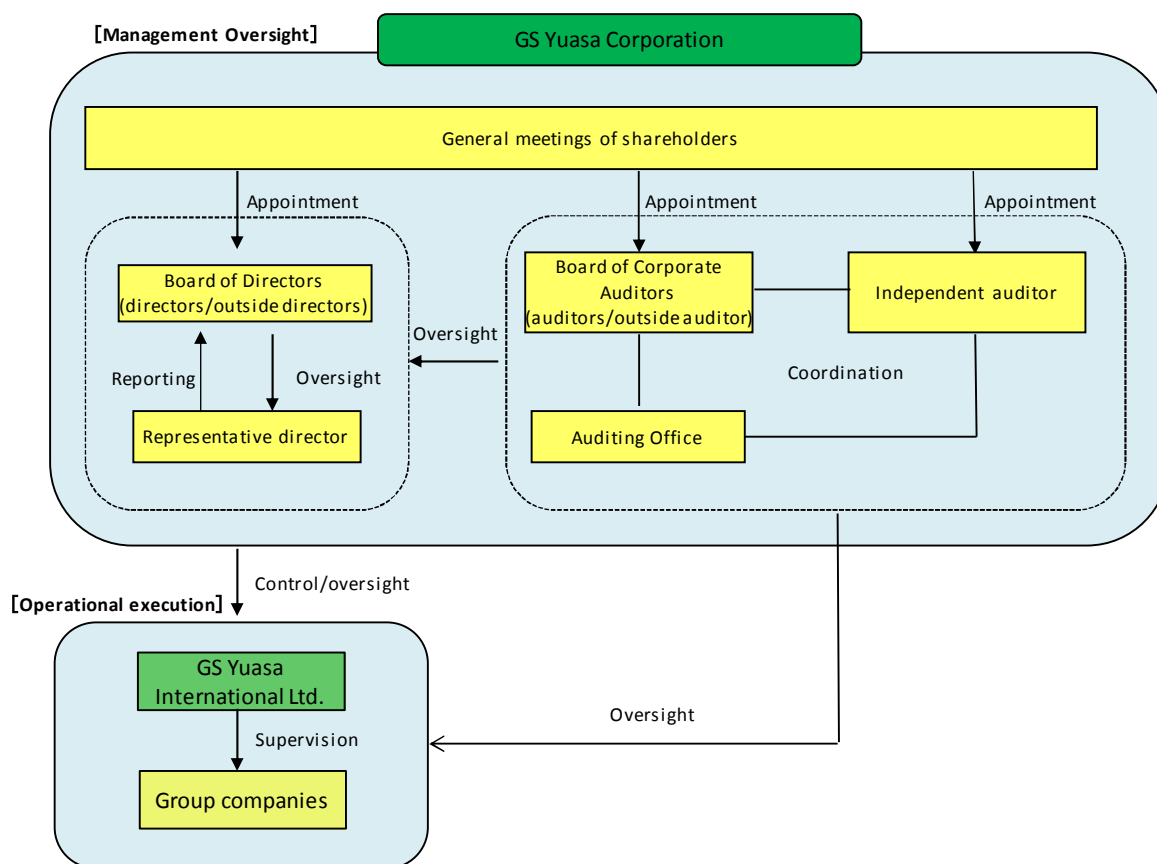 [Management Oversight]
GS Yuasa Corporation
General meetings of shareholders
Appointment
Appointment
Appointment
Board of Directors
(directors/outside directors)
Board of Corporate
Auditors
(auditors/outside auditor)
Independent auditor
Oversight
Reporting
Oversight
Coordination
Representative director
Auditing Office
Control/oversight
[Operational execution]
GS Yuasa
International Ltd.
Oversight
Supervision
Group companies